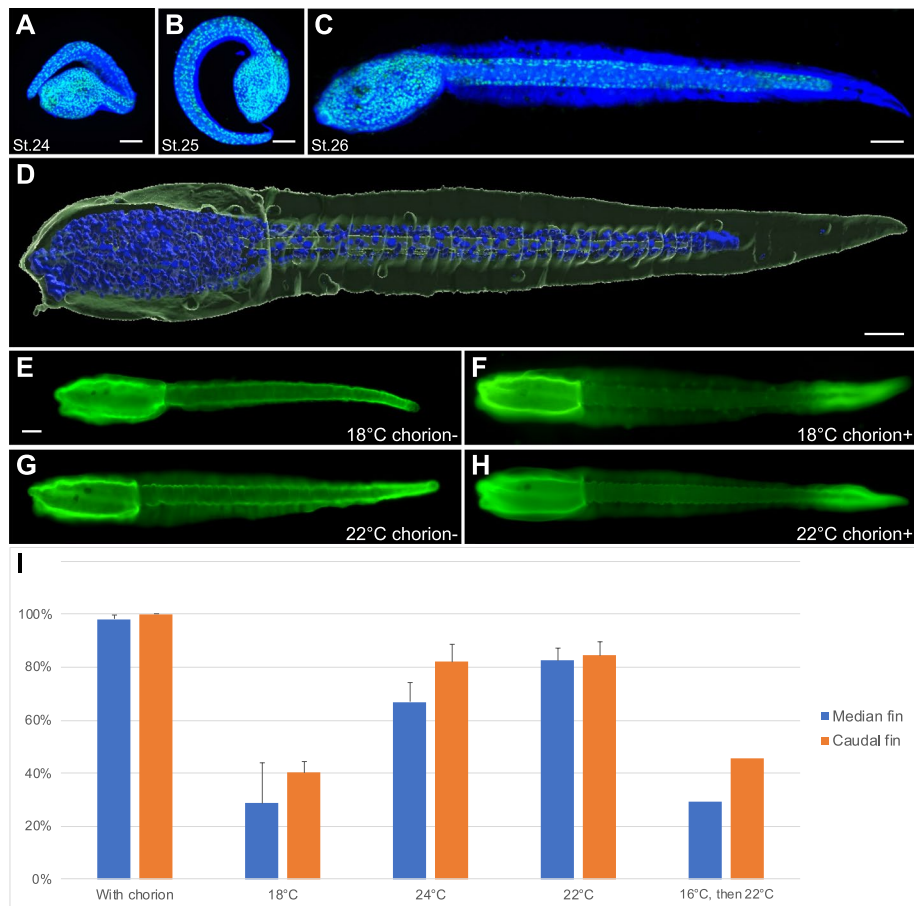 A
St.24
B
St.25
C
St.26
D
E
18°C chorion-
F
18°C chorion+
G
22°C chorion-
H
22°C chorion+
I
100%
80%
60%
40%
20%
0%
With chorion
18°C
24°C
22°C
16°C, then 22°C
Median fin
Caudal fin